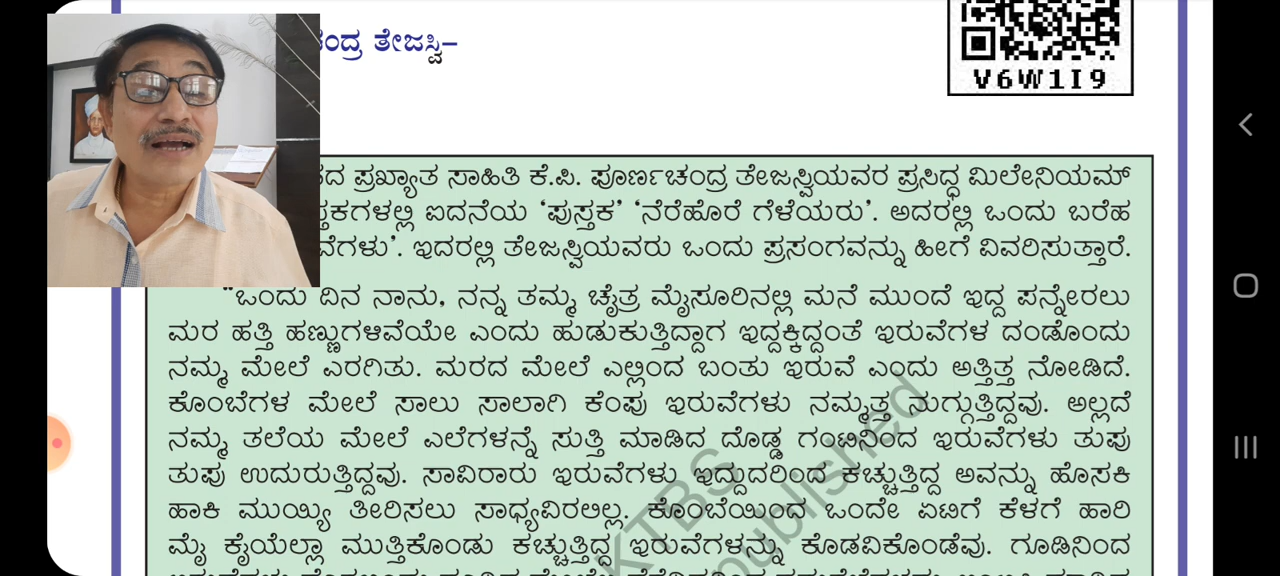 ತೇಜಸ್ವಿ–
V6W1I9
ಪ್ರಖ್ಯಾತ ಸಾಹಿತಿ ಕೆ.ಪಿ. ಪೂರ್ಣಚಂದ್ರ ತೇಜಸ್ವಿಯವರ ಪ್ರಸಿದ್ಧ ಮಿಲೇನಿಯಮ್
ಐದನೆಯ ‘ಪುಸ್ತಕ’ ‘ನೆರೆಹೊರೆ ಗೆಳೆಯರು’. ಅದರಲ್ಲಿ ಒಂದು ಬರೆಹ
ಇದರಲ್ಲಿ ತೇಜಸ್ವಿಯವರು ಒಂದು ಪ್ರಸಂಗವನ್ನು ಹೀಗೆ ವಿವರಿಸುತ್ತಾರೆ.
“ಒಂದು ದಿನ ನಾನು, ನನ್ನ ತಮ್ಮ ಚೈತ್ರ ಮೈಸೂರಿನಲ್ಲಿ ಮನೆ ಮುಂದೆ ಇದ್ದ ಪನ್ನೇರಲು
ಮರ ಹತ್ತಿ ಹಣ್ಣುಗಳಿವೆಯೇ ಎಂದು ಹುಡುಕುತ್ತಿದ್ದಾಗ ಇದ್ದಕ್ಕಿದ್ದಂತೆ ಇರುವೆಗಳ ದಂಡೊಂದು
ನಮ್ಮ ಮೇಲೆ ಎರಗಿತು. ಮರದ ಮೇಲೆ ಎಲ್ಲಿಂದ ಬಂತು ಇರುವೆ ಎಂದು ಅತ್ತಿತ್ತ ನೋಡಿದೆ.
ಕೊಂಬೆಗಳ ಮೇಲೆ ಸಾಲು ಸಾಲಾಗಿ ಕೆಂಪು ಇರುವೆಗಳು ನಮ್ಮತ್ತ ನುಗ್ಗುತ್ತಿದ್ದವು. ಅಲ್ಲದೆ
ನಮ್ಮ ತಲೆಯ ಮೇಲೆ ಎಲೆಗಳನ್ನೆ ಸುತ್ತಿ ಮಾಡಿದ ದೊಡ್ಡ ಗಂಟಿನಿಂದ ಇರುವೆಗಳು ತುಪು
ತುಪು ಉದುರುತ್ತಿದ್ದವು. ಸಾವಿರಾರು ಇರುವೆಗಳು ಇದ್ದುದರಿಂದ ಕಚ್ಚುತ್ತಿದ್ದ ಅವನ್ನು ಹೊಸಕಿ
ಹಾಕಿ ಮುಯ್ಯಿ ತೀರಿಸಲು ಸಾಧ್ಯವಿರಲಿಲ್ಲ. ಕೊಂಬೆಯಿಂದ ಒಂದೇ ಏಟಿಗೆ ಕೆಳಗೆ ಹಾರಿ
ಮೈ ಕೈಯೆಲ್ಲಾ ಮುತ್ತಿಕೊಂಡು ಕಚ್ಚುತ್ತಿದ್ದ ಇರುವೆಗಳನ್ನು ಕೊಡವಿಕೊಂಡೆವು. ಗೂಡಿನಿಂದ
KTBS
published